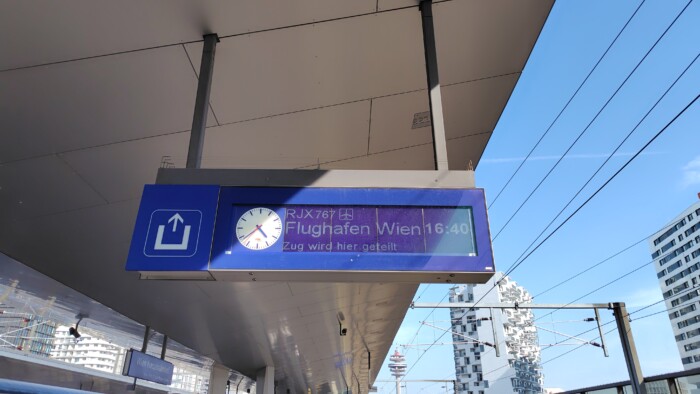 RJX 767
Flughafen Wien 16:40
Zug wird hier geteilt